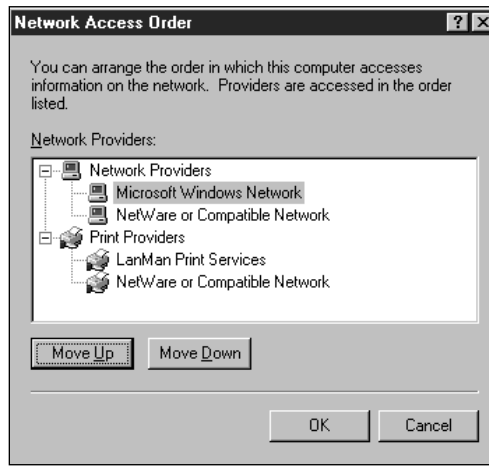 Network Access Order
You can arrange the order in which this computer accesses
information on the network. Providers are accessed in the order
listed.
Network Providers:
Network Providers
Microsoft Windows Network
NetWare or Compatible Network
Print Providers
LanMan Print Services
NetWare or Compatible Network
Move Up Move Down
OK Cancel